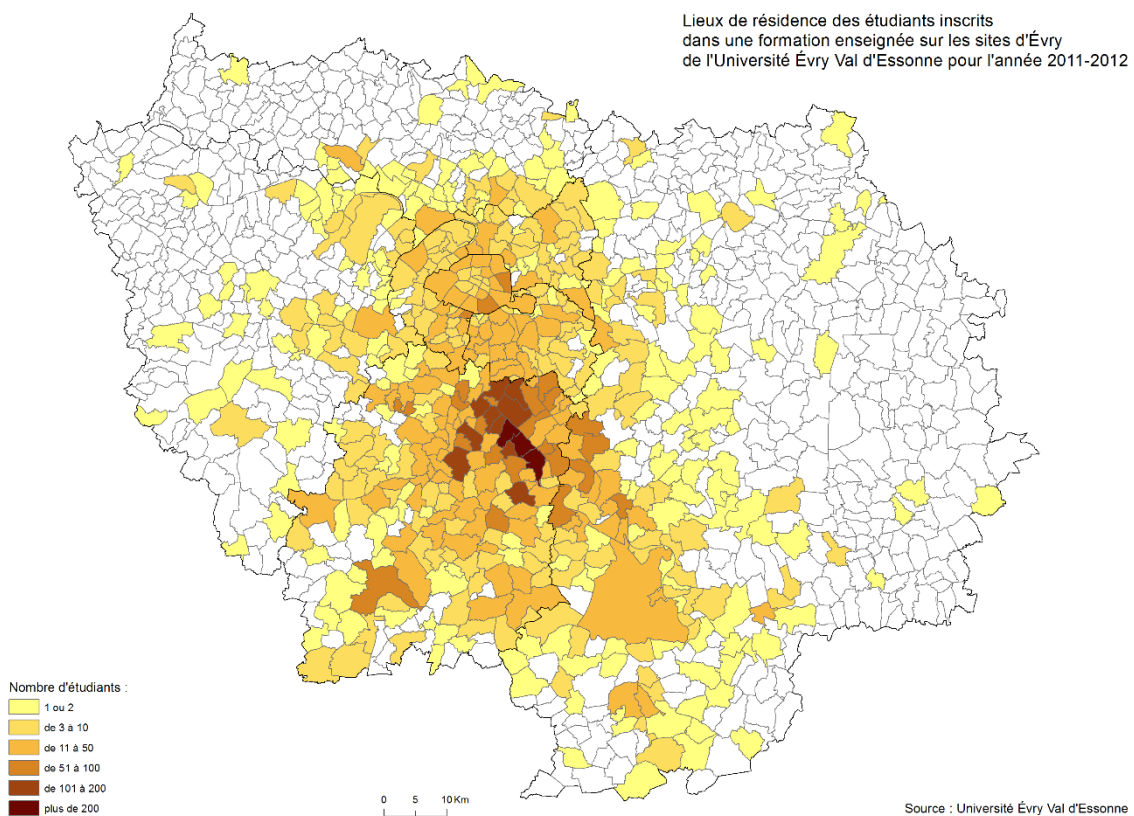 Lieux de résidence des étudiants inscrits
dans une formation enseignée sur les sites d'Évry
de l'Université Évry Val d'Essonne pour l'année 2011-2012
Nombre d'étudiants :
1 ou 2
de 3 à 10
de 11 à 50
de 51 à 100
de 101 à 200
plus de 200
0 5 10 Km
Source : Université Évry Val d'Essonne